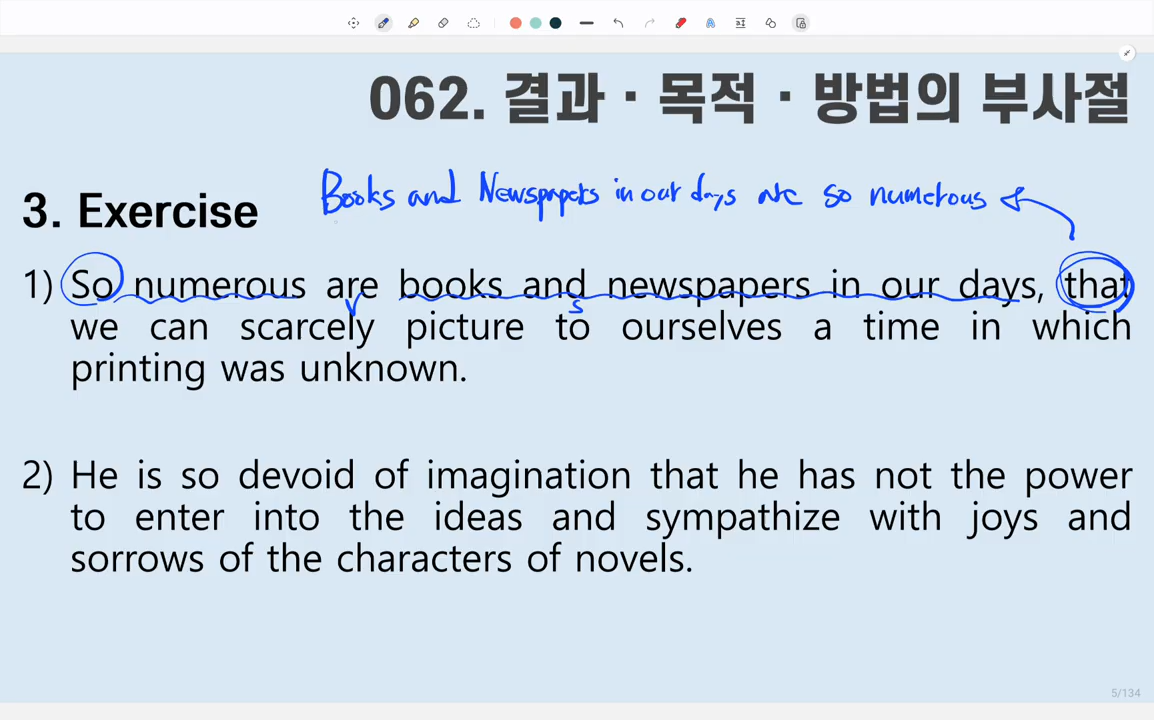 062. 결과 · 목적 · 방법의 부사절
Books and Newspapers in our days are so numerous
3. Exercise
1) So numerous are books and newspapers in our days, that
v s
we can scarcely picture to ourselves a time in which
printing was unknown.
2) He is so devoid of imagination that he has not the power
to enter into the ideas and sympathize with joys and
sorrows of the characters of novels.
5/134